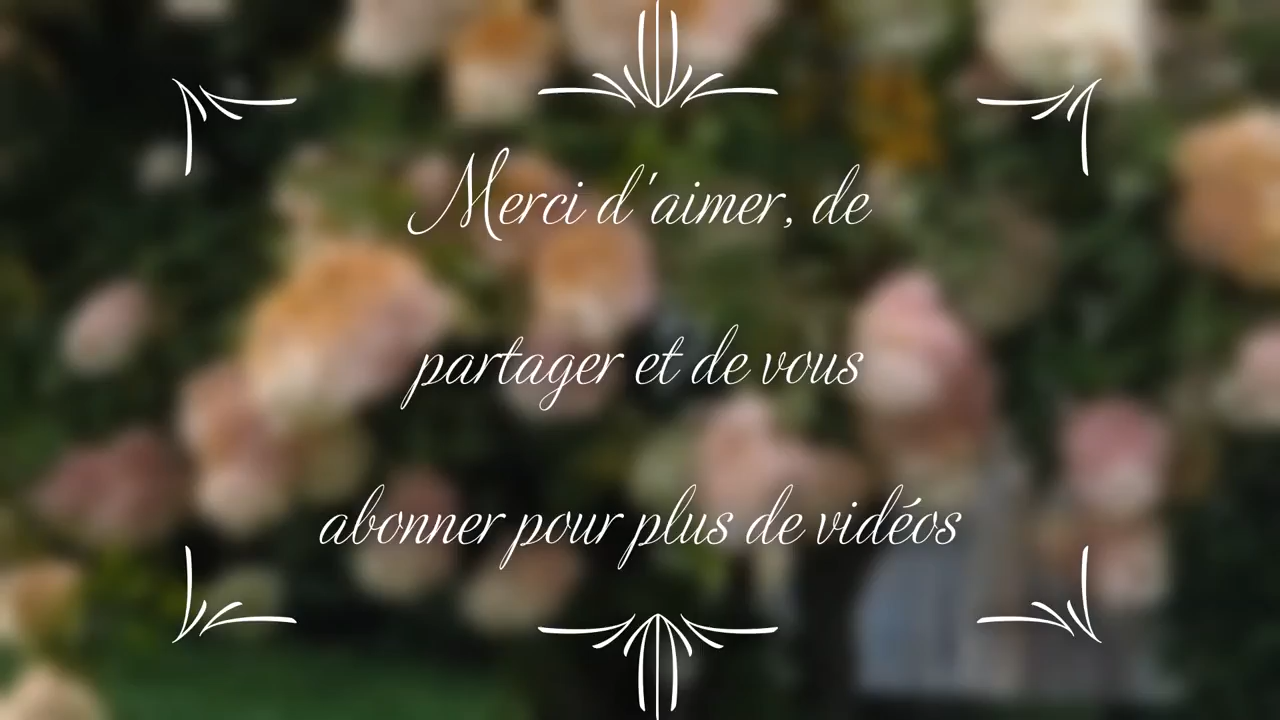 Merci d'aimer, de
partager et de vous
abonner pour plus de vidéos